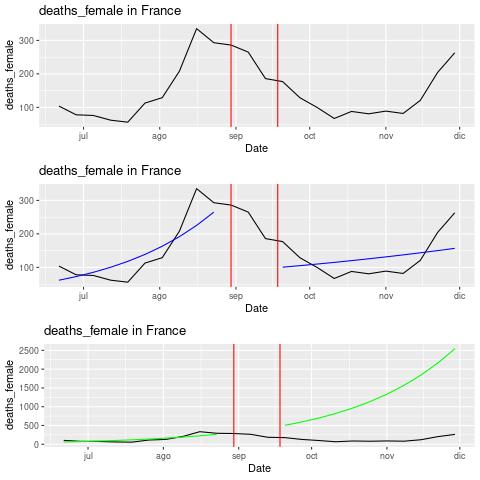 deaths_female in France
300
200
100
deaths_female
jul
ago
sep
oct
nov
dic
Date
deaths_female in France
300
200
100
deaths_female
jul
ago
sep
oct
nov
dic
Date
deaths_female in France
2500
2000
1500
1000
500
0
deaths_female
jul
ago
sep
oct
nov
dic
Date